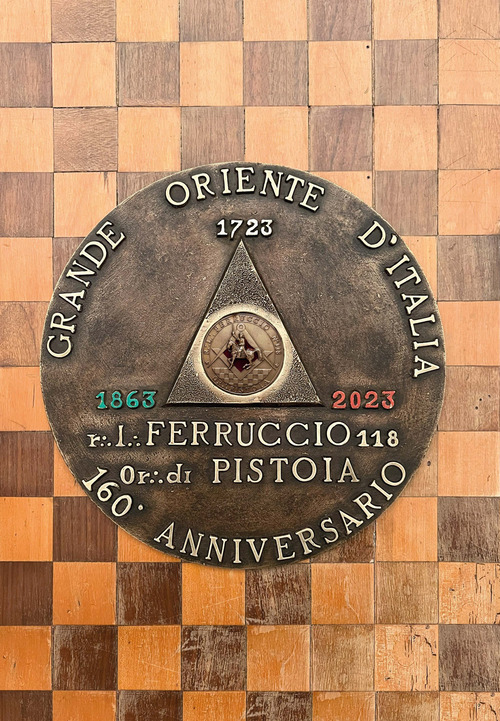 GRANDE ORIENTE D'ITALIA
1723
1863 2023
r∴l∴FERRUCCIO 118
Or∴di PISTOIA
160° ANNIVERSARIO